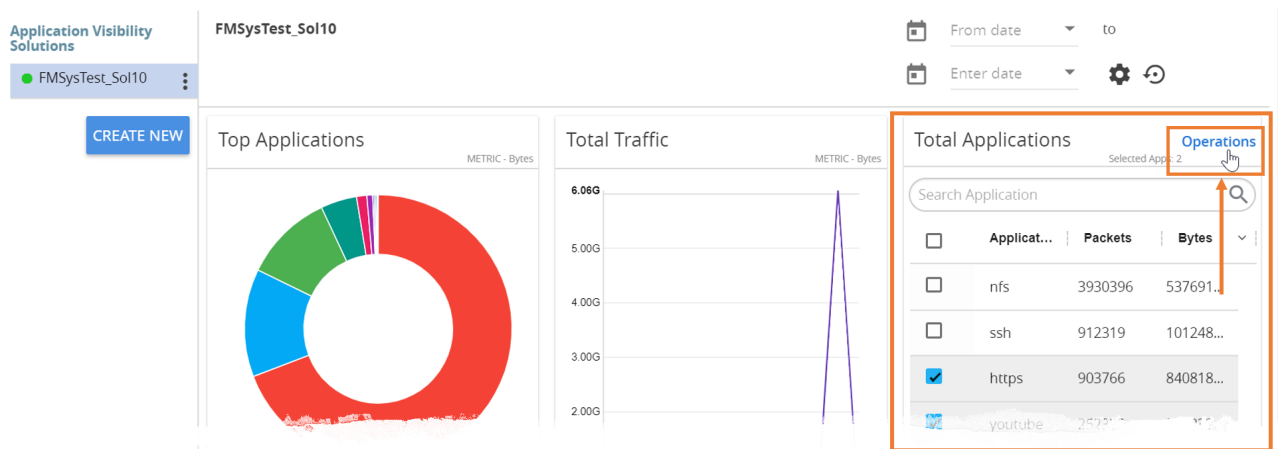 Application Visibility
Solutions
FMSysTest_Sol10
CREATE NEW
FMSysTest_Sol10
From date
to
Enter date
Top Applications
METRIC - Bytes
Total Traffic
METRIC - Bytes
6.06G
5.00G
4.00G
3.00G
2.00G
Total Applications
Operations
Selected Apps: 2
Search Application
Applicat... Packets Bytes
nfs 3930396 537691...
ssh 912319 101248...
https 903766 840818...
youtube